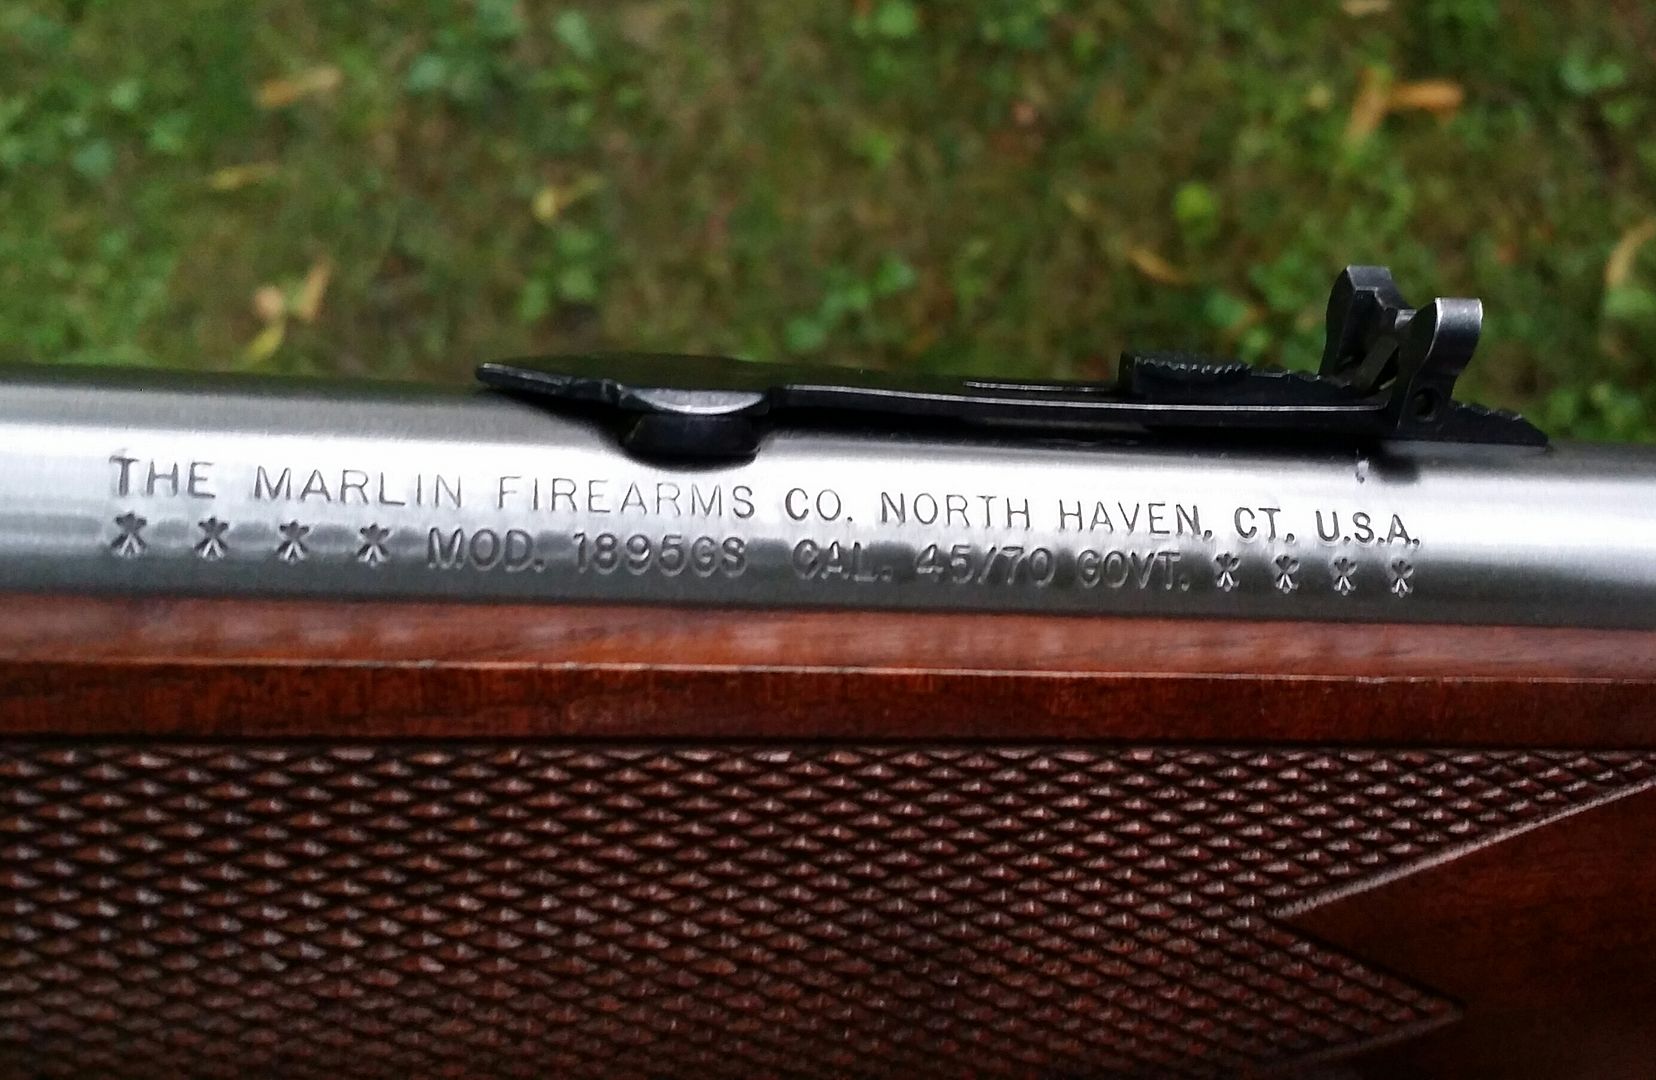 THE MARLIN FIREARMS CO. NORTH HAVEN, CT. U.S.A.
* * * * MOD. 1895GS CAL. 45/70 GOVT. * * * *